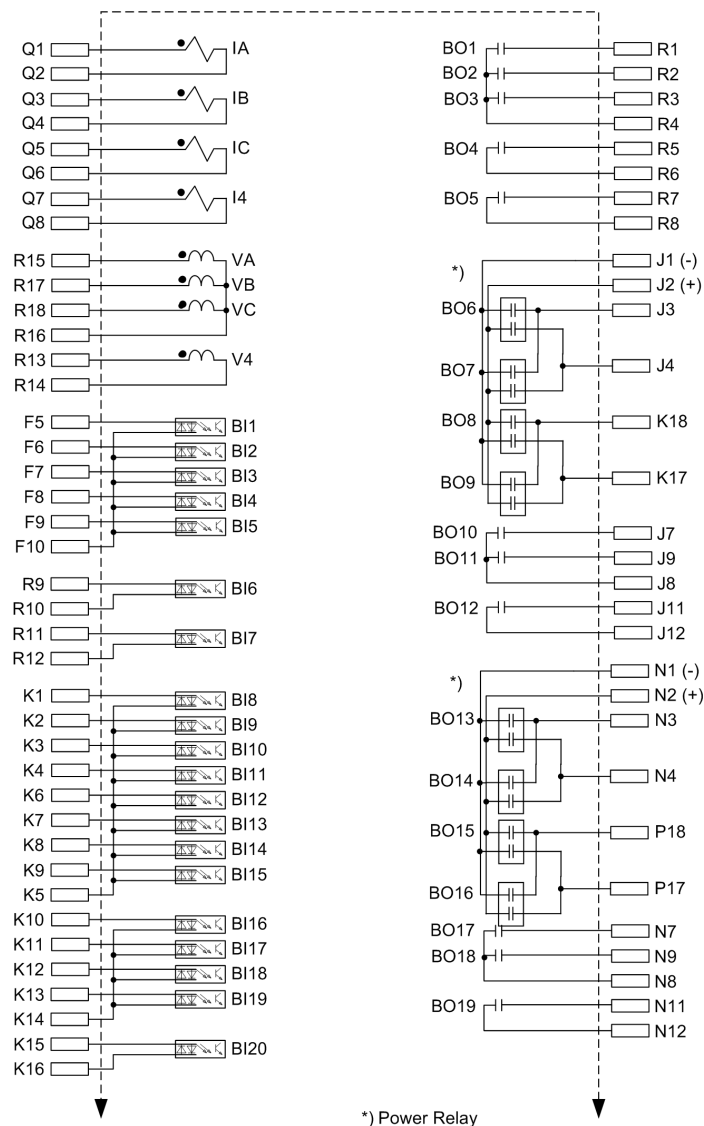 Q1 IA
Q2
Q3 IB
Q4
Q5 IC
Q6
Q7 I4
Q8
R15 VA
R17 VB
R18 VC
R16
R13 V4
R14
F5 BI1
F6 BI2
F7 BI3
F8 BI4
F9 BI5
F10
R9 BI6
R10
R11 BI7
R12
K1 BI8
K2 BI9
K3 BI10
K4 BI11
K6 BI12
K7 BI13
K8 BI14
K9 BI15
K5
K10 BI16
K11 BI17
K12 BI18
K13 BI19
K14
K15 BI20
K16
BO1 R1
BO2 R2
BO3 R3
R4
BO4 R5
R6
BO5 R7
R8
J1 (-)
*)
J2 (+)
BO6 J3
BO7 J4
BO8 K18
BO9 K17
BO10 J7
BO11 J9
J8
BO12 J11
J12
N1 (-)
*)
N2 (+)
BO13 N3
BO14 N4
BO15 P18
BO16 P17
BO17 N7
BO18 N9
N8
BO19 N11
N12
*) Power Relay